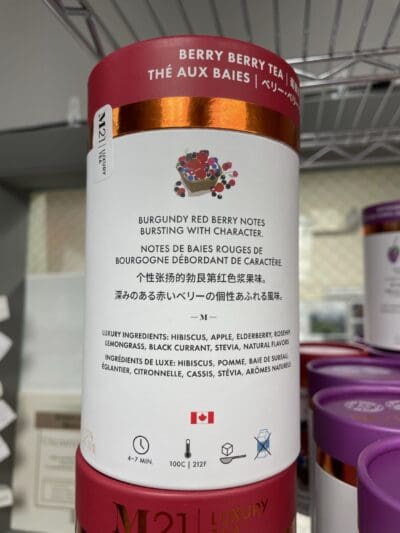 BERRY BERRY TEA |
THÉ AUX BAIES | ベリー・ベリー
M21 | LUXURY TEA
BURGUNDY RED BERRY NOTES
BURSTING WITH CHARACTER.
NOTES DE BAIES ROUGES DE
BOURGOGNE DÉBORDANT DE CARACTÈRE.
个性张扬的勃艮第红色浆果味。
深みのある赤いベリーの個性あふれる風味。
— M —
LUXURY INGREDIENTS: HIBISCUS, APPLE, ELDERBERRY, ROSEHIP,
LEMONGRASS, BLACK CURRANT, STEVIA, NATURAL FLAVORS
INGRÉDIENTS DE LUXE: HIBISCUS, POMME, BAIE DE SUREAU,
ÉGLANTIER, CITRONNELLE, CASSIS, STÉVIA, ARÔMES NATURELS
4-7 MIN.
100C | 212F
M21 | LUXURY
TEA